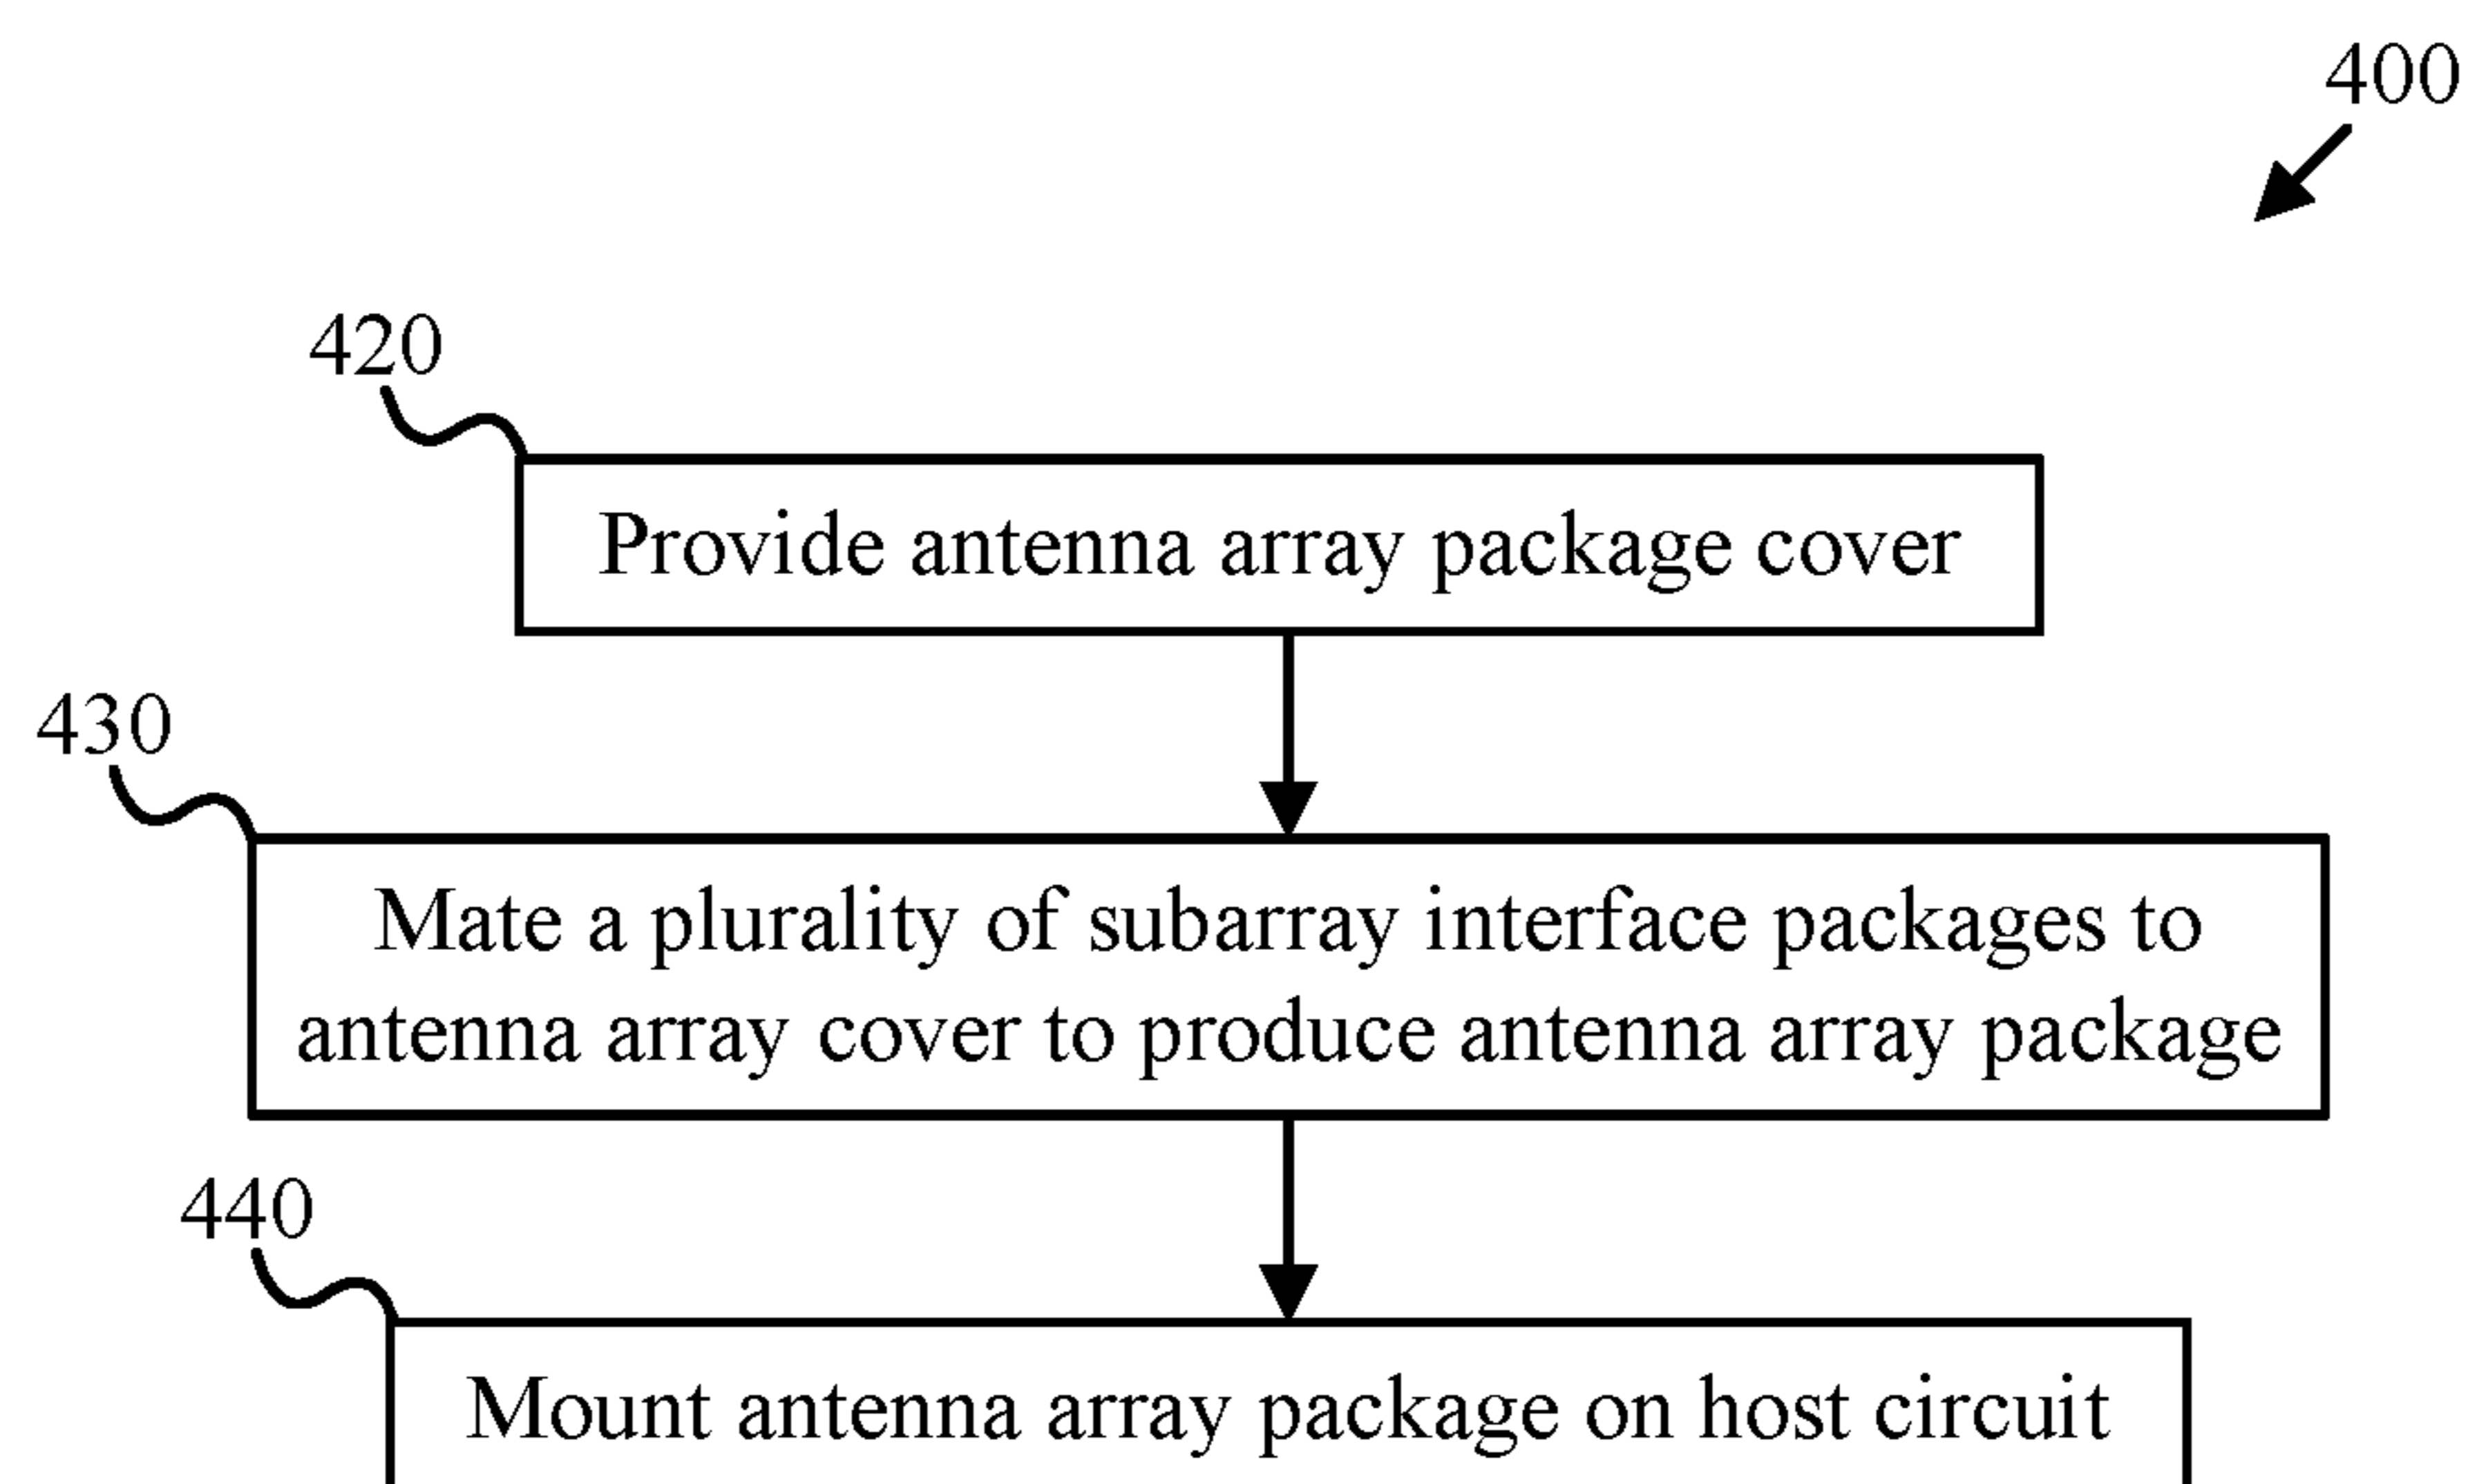 400
420
Provide antenna array package cover
430
Mate a plurality of subarray interface packages to
antenna array cover to produce antenna array package
440
Mount antenna array package on host circuit